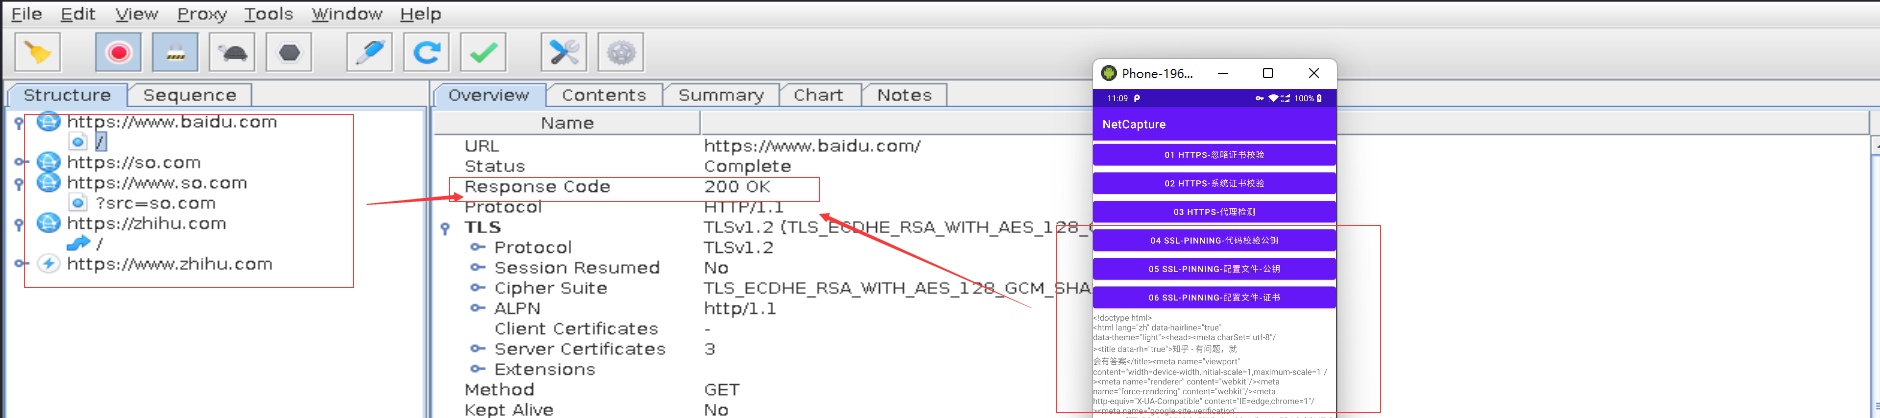 File Edit View Proxy Tools Window Help
Structure Sequence
https://www.baidu.com
/
https://so.com
https://www.so.com
?src=so.com
https://zhihu.com
/
https://www.zhihu.com
Overview Contents Summary Chart Notes
Name
URL https://www.baidu.com/
Status Complete
Response Code 200 OK
Protocol HTTP/1.1
TLS TLSv1.2 (TLS_ECDHE_RSA_WITH_AES_128_
Protocol TLSv1.2
Session Resumed No
Cipher Suite TLS_ECDHE_RSA_WITH_AES_128_GCM_SHA
ALPN http/1.1
Client Certificates -
Server Certificates 3
Extensions
Method GET
Kept Alive No
Phone-196...
11:09 100%
NetCapture
01 HTTPS-忽略证书校验
02 HTTPS-系统证书校验
03 HTTPS-代理检测
04 SSL-PINNING-代码校验公钥
05 SSL-PINNING-配置文件-公钥
06 SSL-PINNING-配置文件-证书
<!doctype html>
<html lang="zh" data-hairline="true"
data-theme="light"><head><meta charSet="utf-8"/
><title data-rh="true">知乎 - 有问题，就
会有答案</title><meta name="viewport"
content="width=device-width,initial-scale=1,maximum-scale=1"/
><meta name="renderer" content="webkit"/><meta
name="force-rendering" content="webkit"/><meta
http-equiv="X-UA-Compatible" content="IE=edge,chrome=1"/
><meta name="google-site-verification"